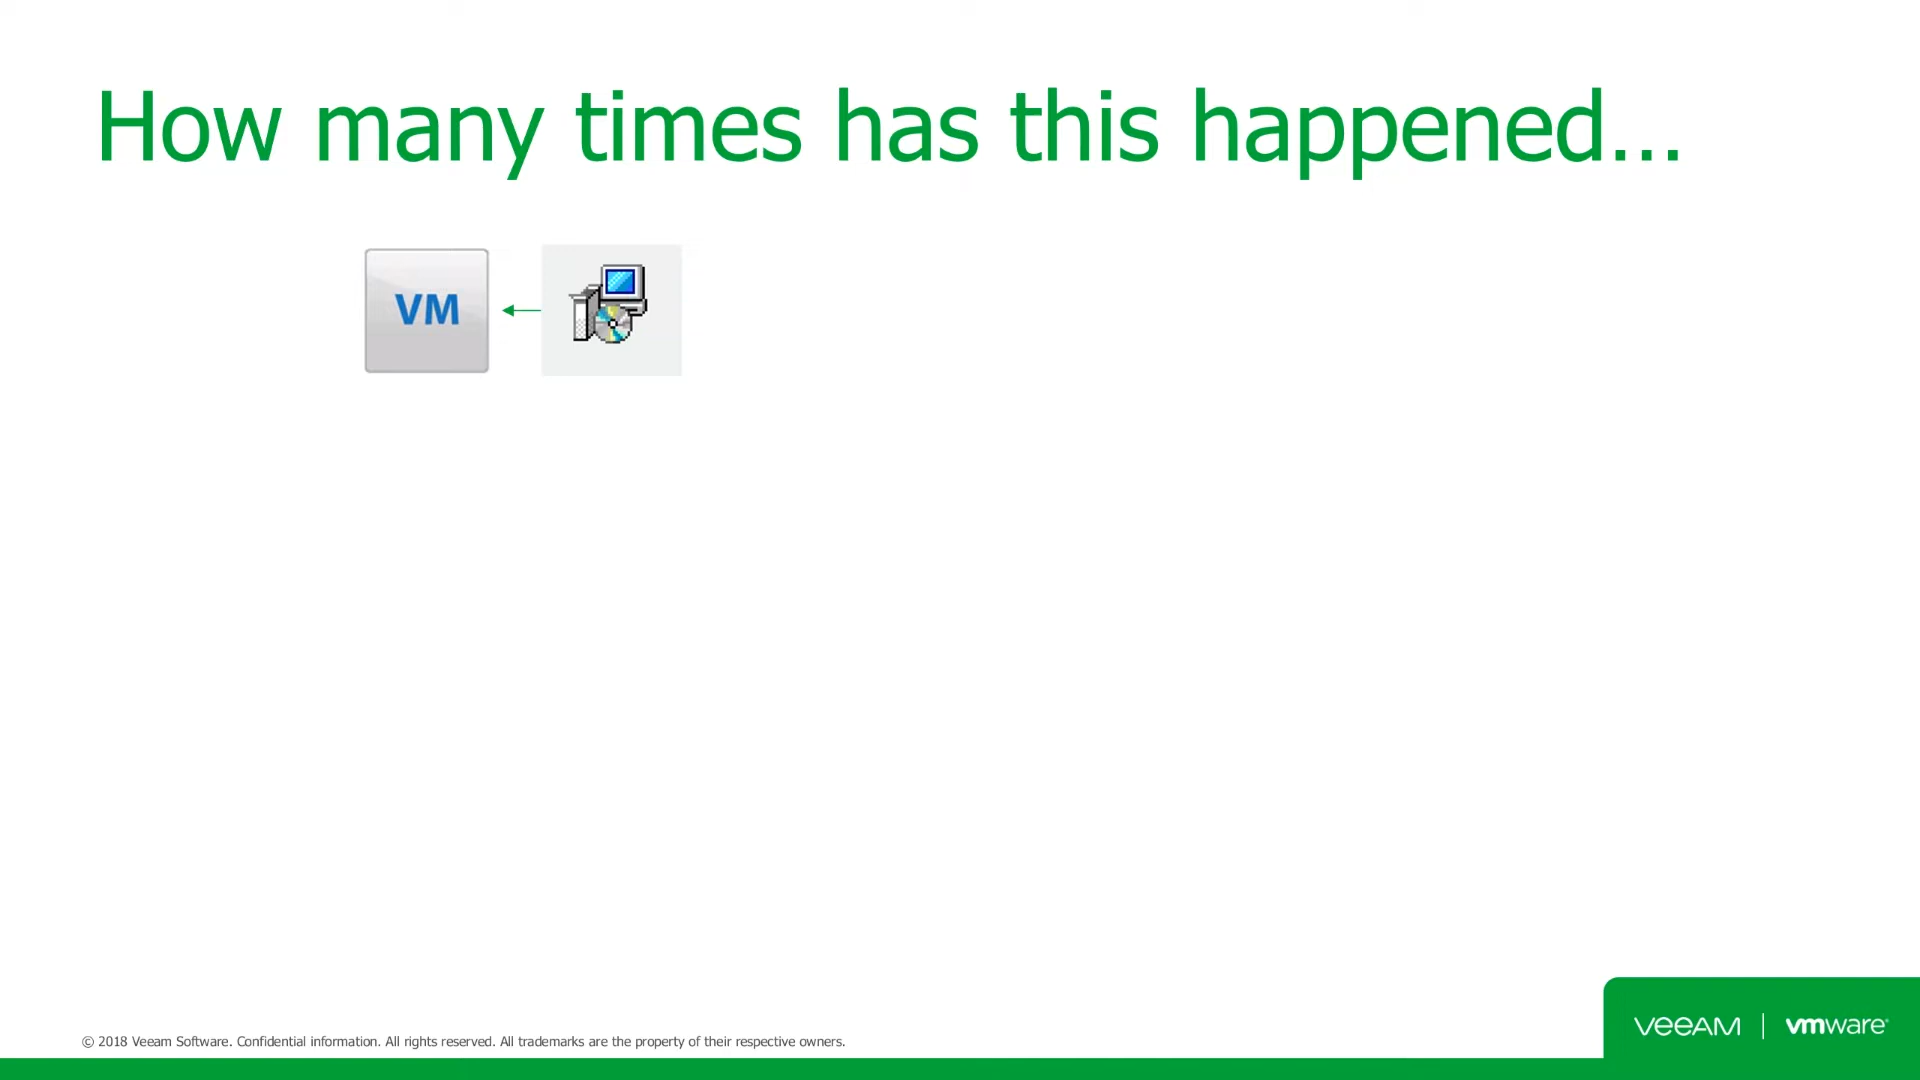 How many times has this happened...
VM
© 2018 Veeam Software. Confidential information. All rights reserved. All trademarks are the property of their respective owners.
VEEAM | vmware®